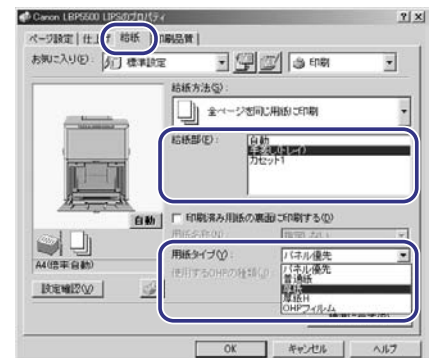 Canon LBP5500 LIPSのプロパティ
ページ設定 仕上げ 給紙 印刷品質
お気に入り(F): 標準設定 印刷
給紙方法(S):
全ページを同じ用紙に印刷
給紙部(E): 自動
手差し(トレイ)
カセット1
自動
印刷済み用紙の裏面に印刷する(D)
A4(倍率:自動)
用紙タイプ(Y): パネル優先
パネル優先
普通紙
厚紙
厚紙H
OHPフィルム
使用するOHPの種類(J):
設定確認(V)
OK キャンセル ヘルプ